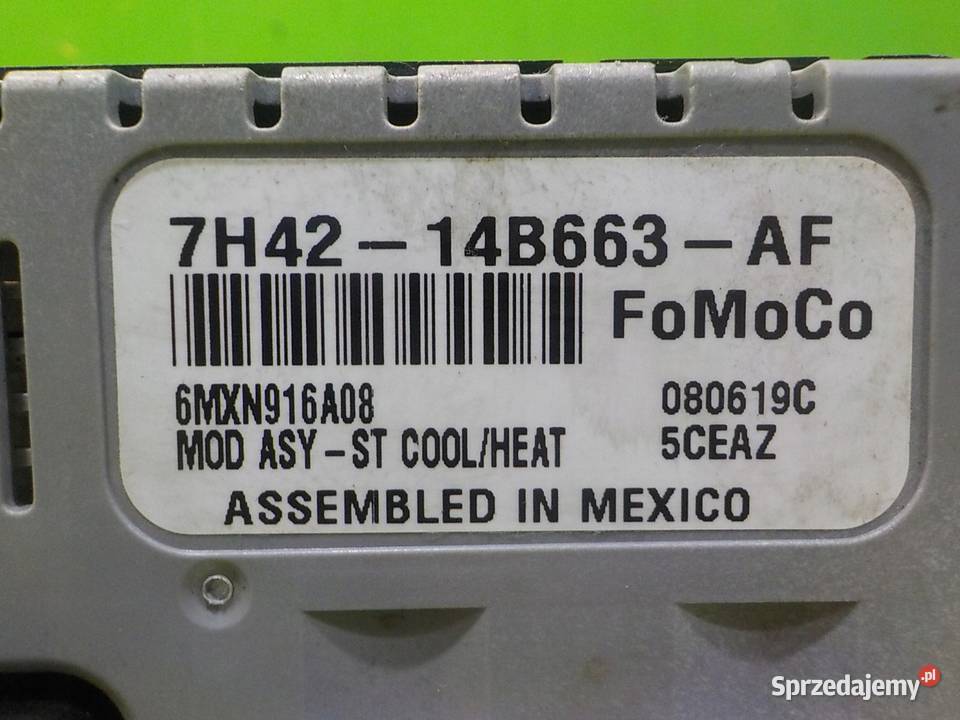 7H42-14B663-AF
FoMoCo
6MXN916A08 080619C
MOD ASY-ST COOL/HEAT 5CEAZ
ASSEMBLED IN MEXICO
Sprzedajemy.pl